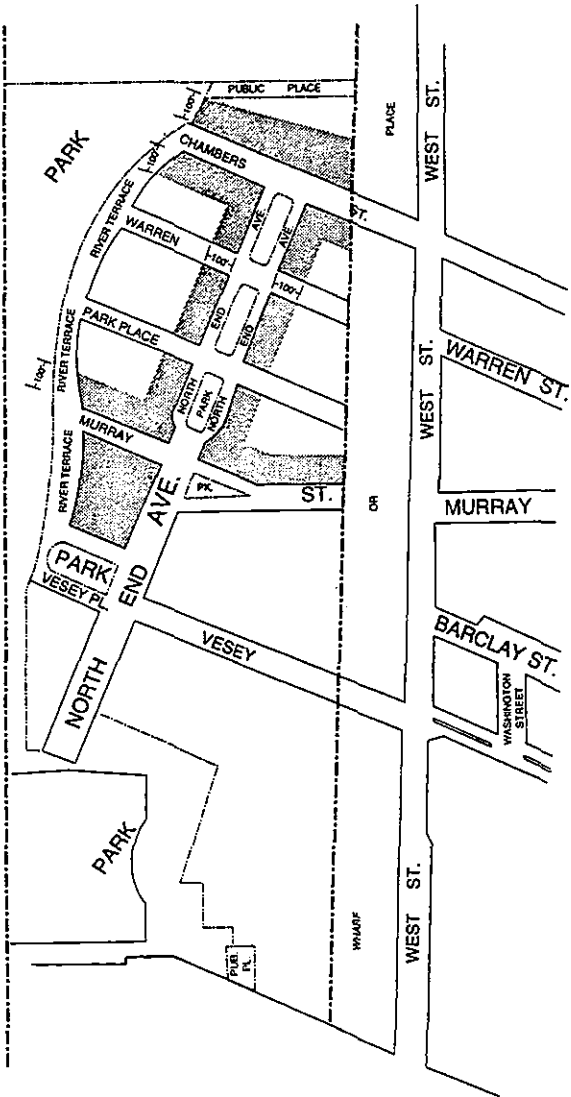 PUBLIC PLACE
-100'-
PARK
PLACE
WEST ST.
-100'-
CHAMBERS
ST.
RIVER TERRACE
WARREN
AVE.
AVE.
-100'-
-100'-
END
END
PARK PLACE
RIVER TERRACE
-100'-
WEST ST.
WARREN ST.
NORTH
PARK
NORTH
MURRAY
RIVER TERRACE
PK.
ST.
OR
MURRAY
NORTH END AVE.
PARK
VESEY PL.
VESEY
BARCLAY ST.
WASHINGTON
STREET
PARK
WEST ST.
WHARF
PUB.
PL.